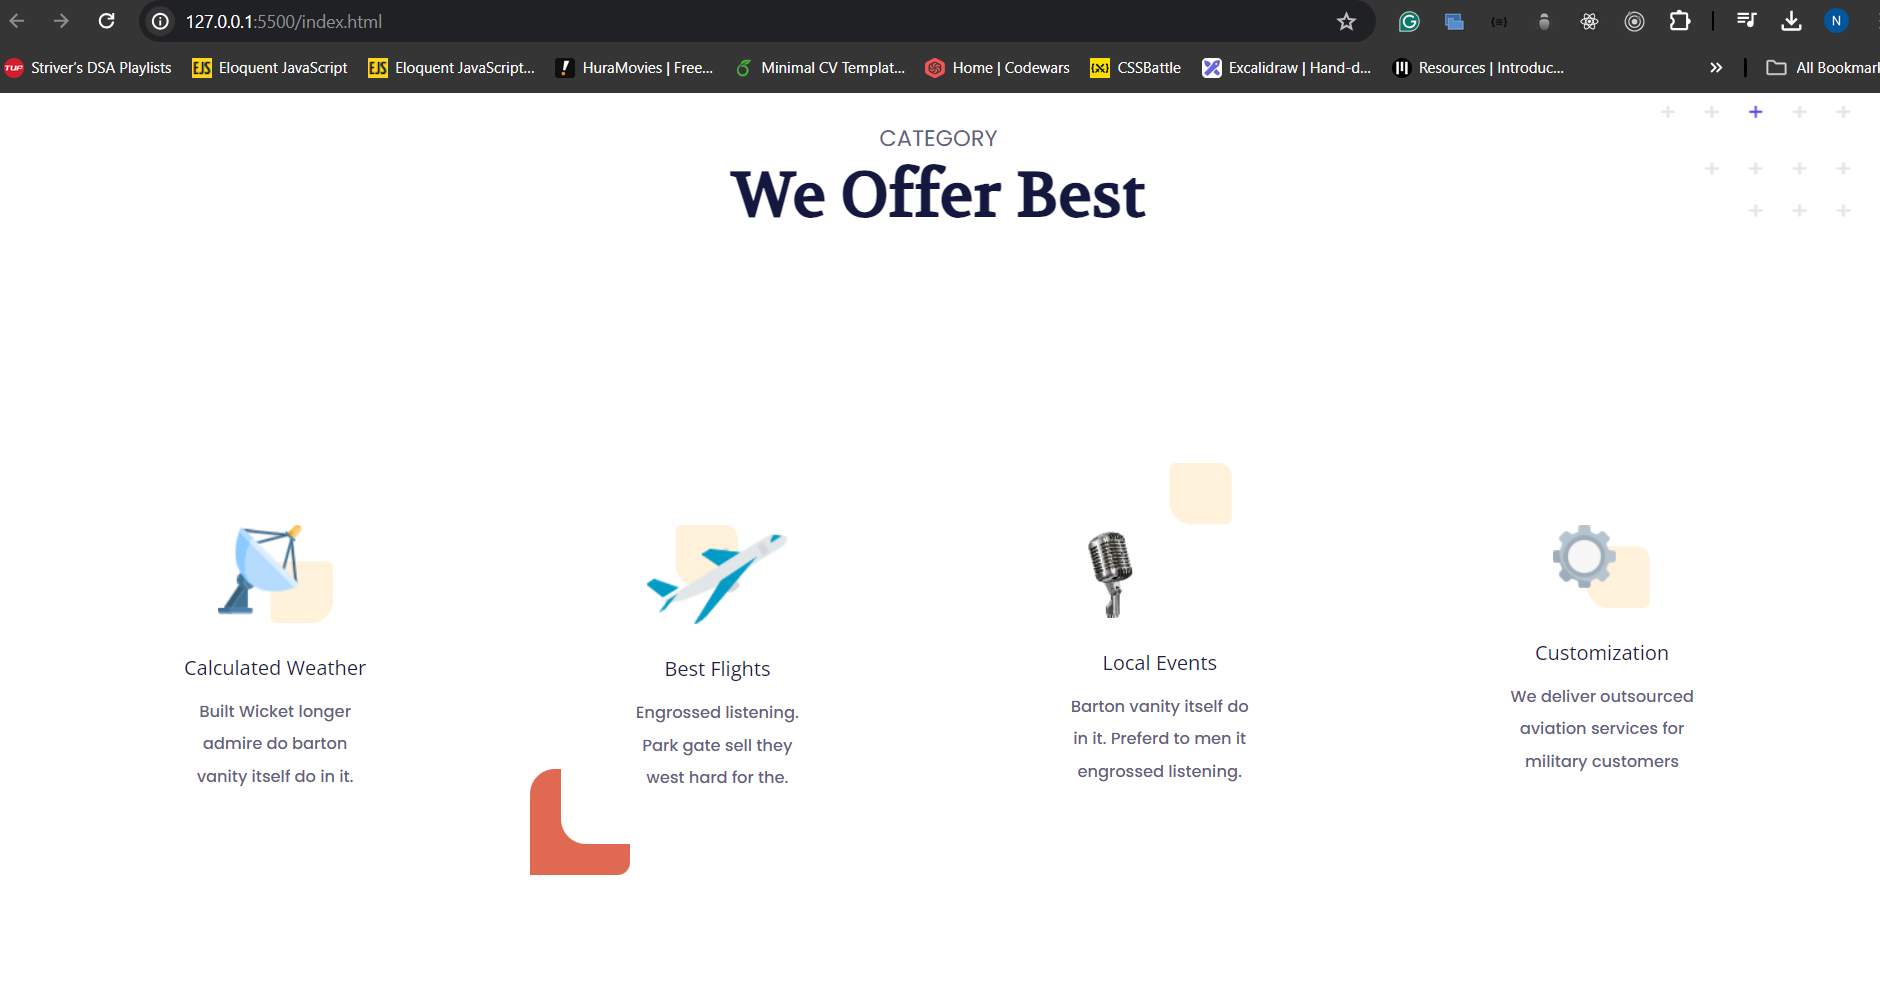 127.0.0.1:5500/index.html
N
TUF Striver's DSA Playlists
EJS Eloquent JavaScript
EJS Eloquent JavaScript...
HuraMovies | Free...
Minimal CV Templat...
Home | Codewars
CSSBattle
Excalidraw | Hand-d...
Resources | Introduc...
All Bookmar
CATEGORY
We Offer Best
Calculated Weather
Built Wicket longer
admire do barton
vanity itself do in it.
Best Flights
Engrossed listening.
Park gate sell they
west hard for the.
Local Events
Barton vanity itself do
in it. Preferd to men it
engrossed listening.
Customization
We deliver outsourced
aviation services for
military customers